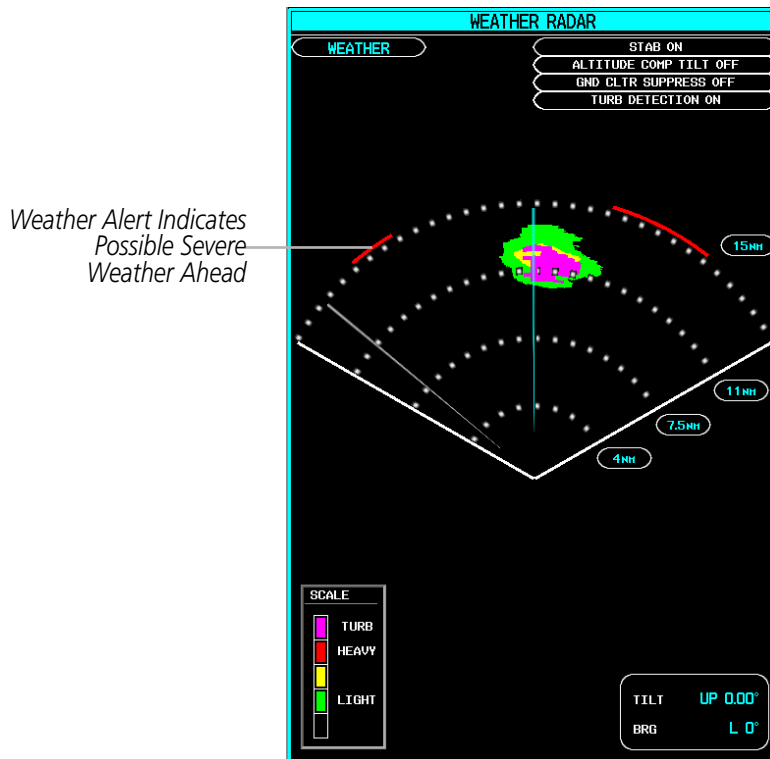 WEATHER RADAR
WEATHER
STAB ON
ALTITUDE COMP TILT OFF
GND CLTR SUPPRESS OFF
TURB DETECTION ON
Weather Alert Indicates
Possible Severe
Weather Ahead
15NM
11NM
7.5NM
4NM
SCALE
TURB
HEAVY
LIGHT
TILT UP 0.00°
BRG L 0°